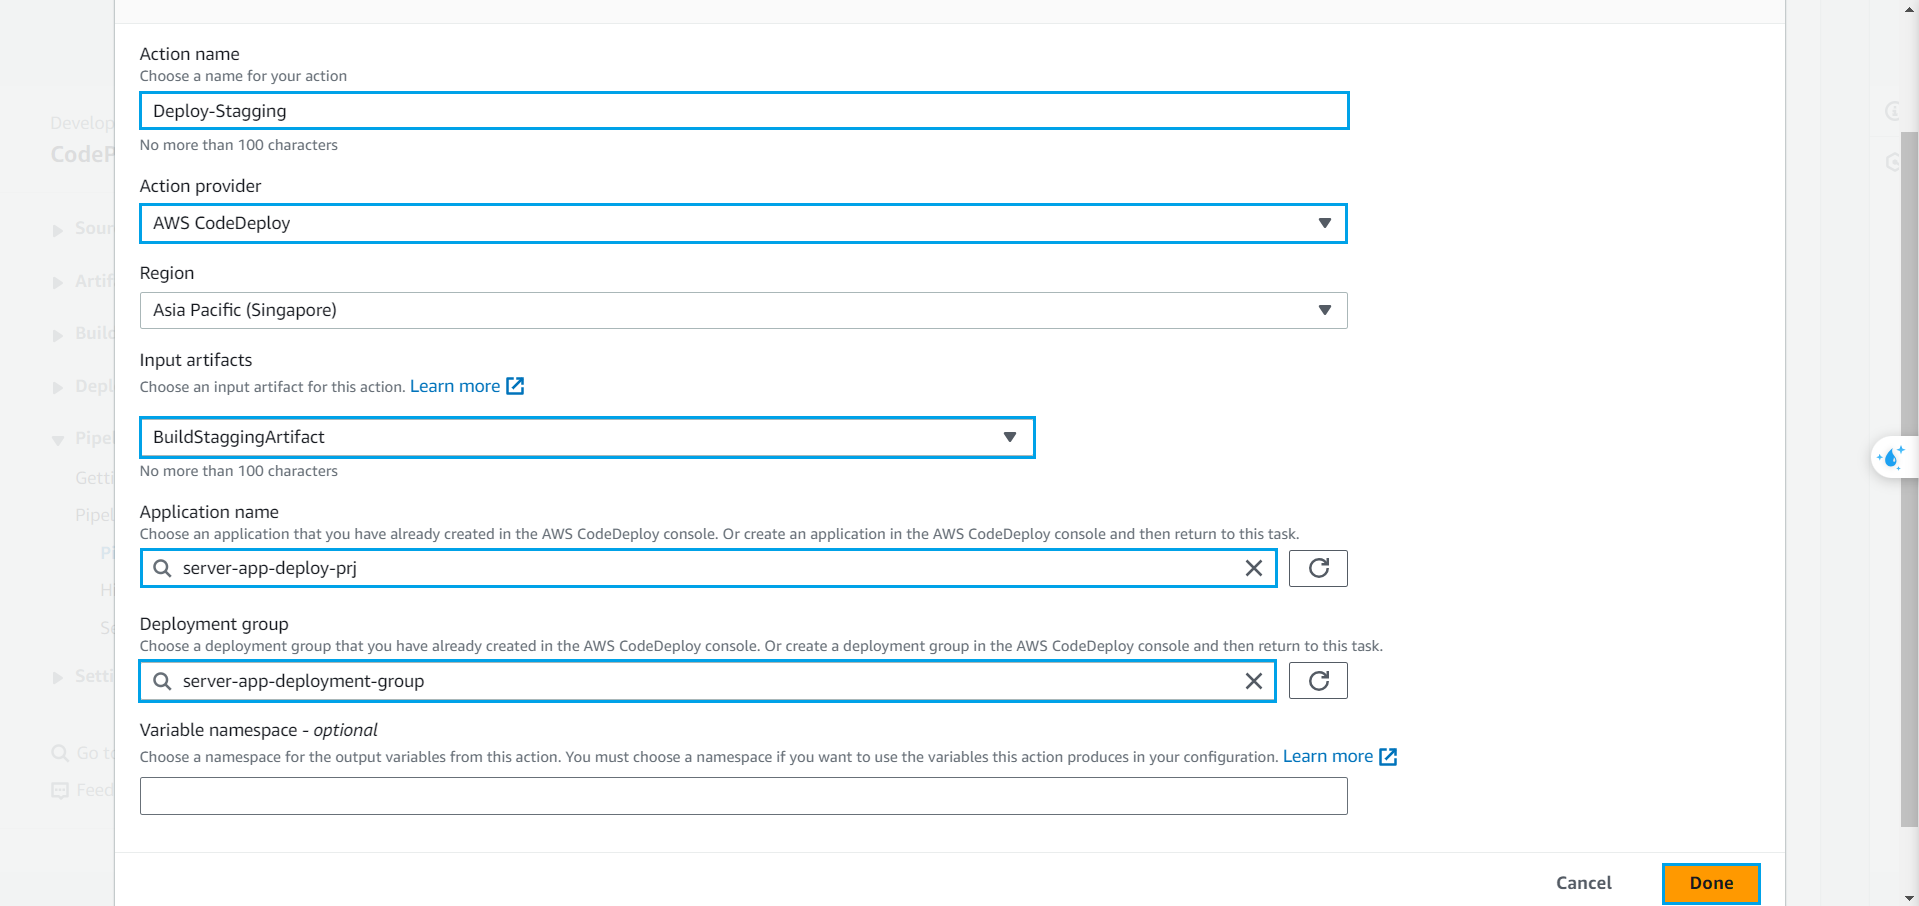 Action name
Choose a name for your action
Deploy-Stagging
No more than 100 characters
Action provider
AWS CodeDeploy
Region
Asia Pacific (Singapore)
Input artifacts
Choose an input artifact for this action. Learn more
BuildStaggingArtifact
No more than 100 characters
Application name
Choose an application that you have already created in the AWS CodeDeploy console. Or create an application in the AWS CodeDeploy console and then return to this task.
server-app-deploy-prj
Deployment group
Choose a deployment group that you have already created in the AWS CodeDeploy console. Or create a deployment group in the AWS CodeDeploy console and then return to this task.
server-app-deployment-group
Variable namespace - optional
Choose a namespace for the output variables from this action. You must choose a namespace if you want to use the variables this action produces in your configuration. Learn more
Cancel
Done
Develop
CodeP
Sour
Artif
Build
Depl
Pipel
Getti
Pipel
Pi
Hi
Se
Setti
Go to
Feed